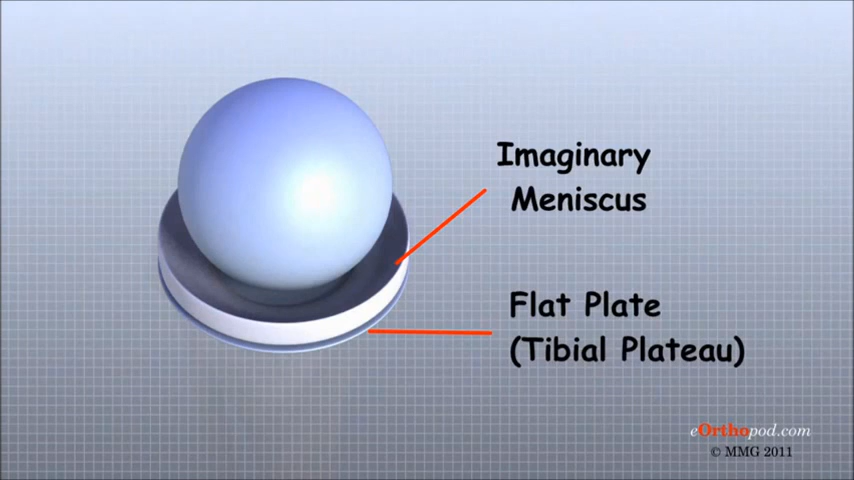 Imaginary
Meniscus
Flat Plate
(Tibial Plateau)
eOrthopod.com
© MMG 2011